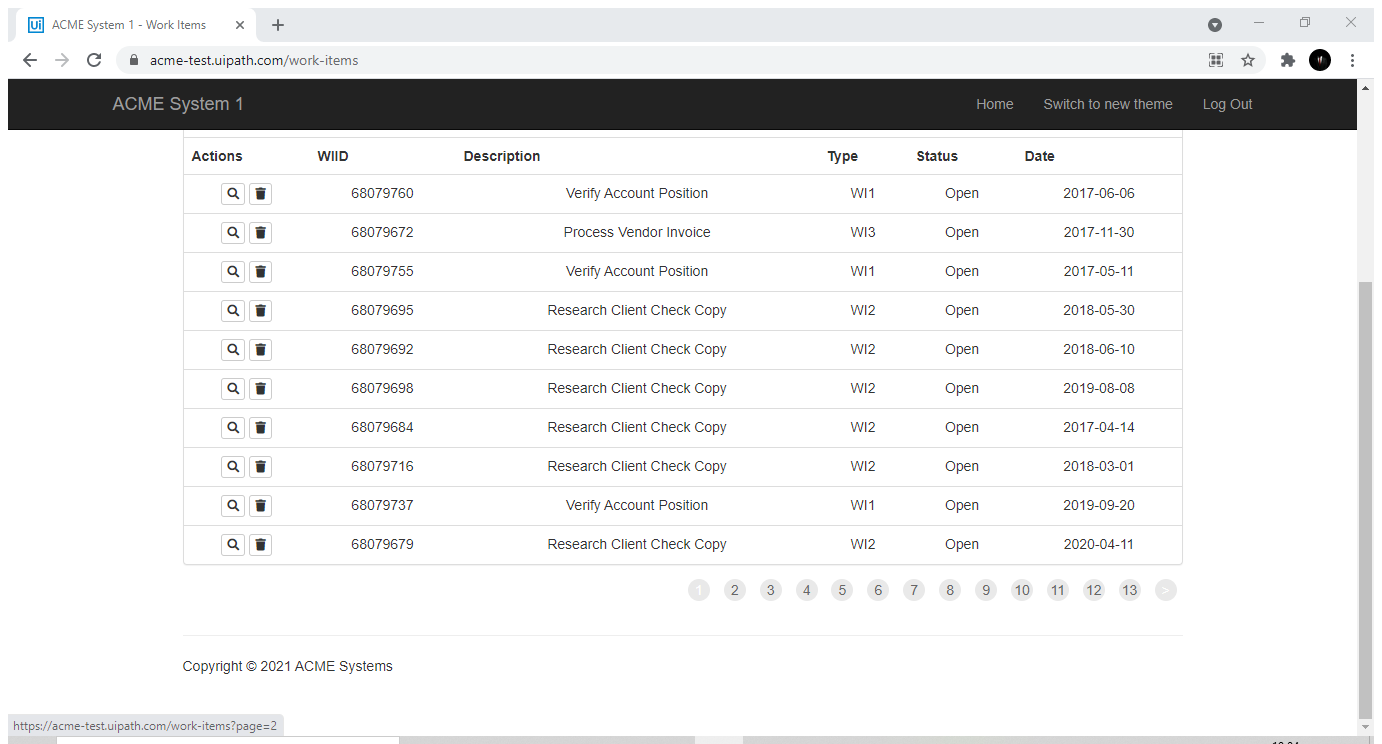 Ui ACME System 1 - Work Items
acme-test.uipath.com/work-items
ACME System 1 Home Switch to new theme Log Out
Actions WIID Description Type Status Date
68079760 Verify Account Position WI1 Open 2017-06-06
68079672 Process Vendor Invoice WI3 Open 2017-11-30
68079755 Verify Account Position WI1 Open 2017-05-11
68079695 Research Client Check Copy WI2 Open 2018-05-30
68079692 Research Client Check Copy WI2 Open 2018-06-10
68079698 Research Client Check Copy WI2 Open 2019-08-08
68079684 Research Client Check Copy WI2 Open 2017-04-14
68079716 Research Client Check Copy WI2 Open 2018-03-01
68079737 Verify Account Position WI1 Open 2019-09-20
68079679 Research Client Check Copy WI2 Open 2020-04-11
1 2 3 4 5 6 7 8 9 10 11 12 13 >
Copyright © 2021 ACME Systems
https://acme-test.uipath.com/work-items?page=2